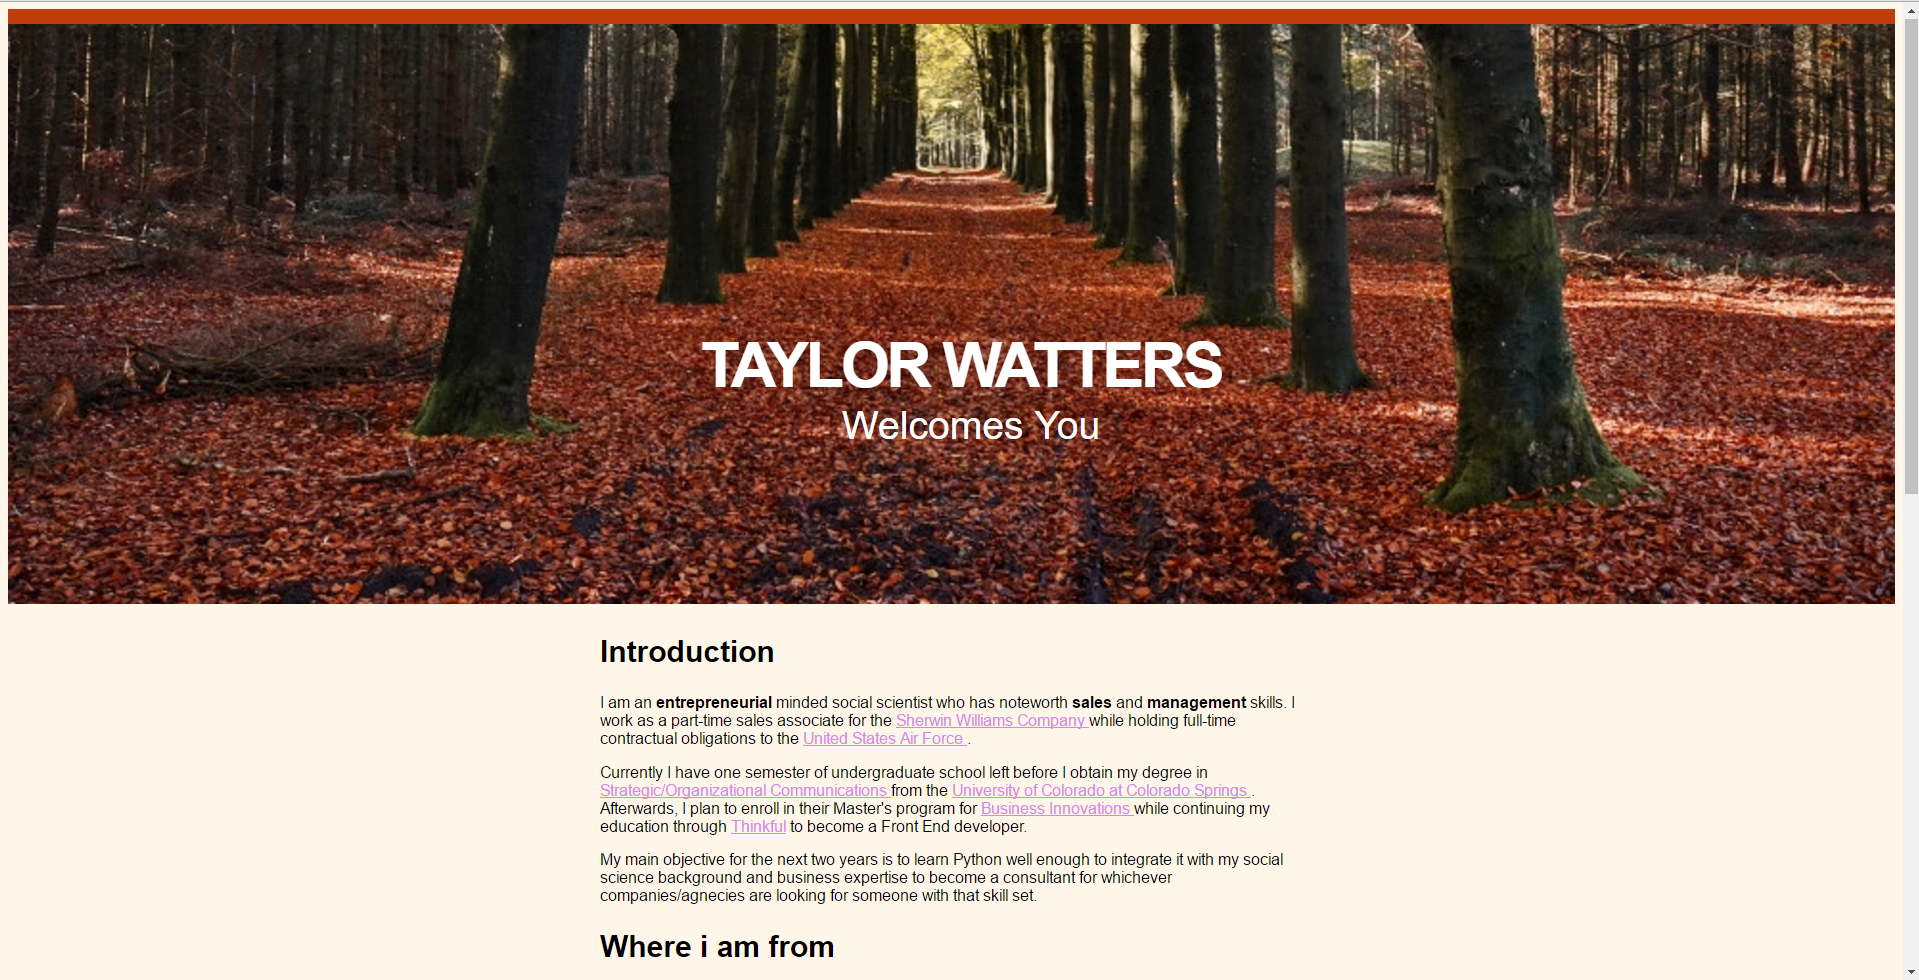 TAYLOR WATTERS
Welcomes You
Introduction
I am an entrepreneurial minded social scientist who has noteworth sales and management skills. I
work as a part-time sales associate for the Sherwin Williams Company while holding full-time
contractual obligations to the United States Air Force .
Currently I have one semester of undergraduate school left before I obtain my degree in
Strategic/Organizational Communications from the University of Colorado at Colorado Springs .
Afterwards, I plan to enroll in their Master's program for Business Innovations while continuing my
education through Thinkful to become a Front End developer.
My main objective for the next two years is to learn Python well enough to integrate it with my social
science background and business expertise to become a consultant for whichever
companies/agnecies are looking for someone with that skill set.
Where i am from